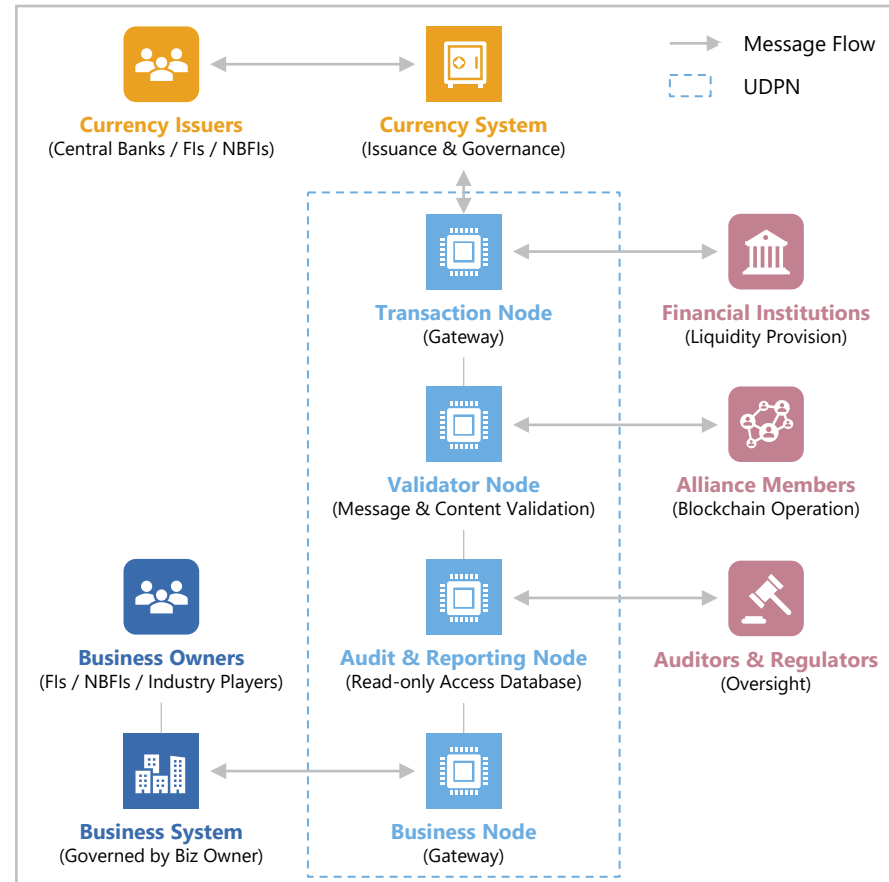 Message Flow
UDPN
Currency Issuers
(Central Banks / FIs / NBFIs)
Currency System
(Issuance & Governance)
Transaction Node
(Gateway)
Financial Institutions
(Liquidity Provision)
Validator Node
(Message & Content Validation)
Alliance Members
(Blockchain Operation)
Business Owners
(FIs / NBFIs / Industry Players)
Audit & Reporting Node
(Read-only Access Database)
Auditors & Regulators
(Oversight)
Business System
(Governed by Biz Owner)
Business Node
(Gateway)